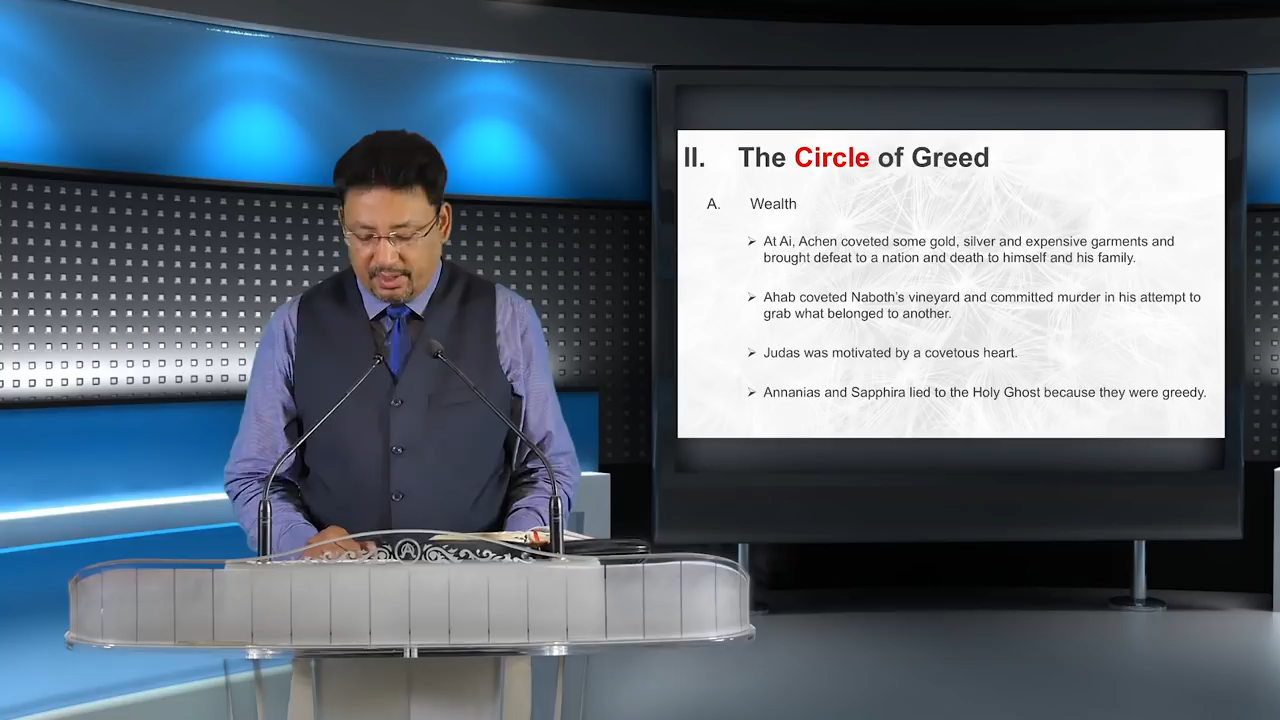 II. The Circle of Greed
A. Wealth
➢ At Ai, Achen coveted some gold, silver and expensive garments and
brought defeat to a nation and death to himself and his family.
➢ Ahab coveted Naboth's vineyard and committed murder in his attempt to
grab what belonged to another.
➢ Judas was motivated by a covetous heart.
➢ Annanias and Sapphira lied to the Holy Ghost because they were greedy.